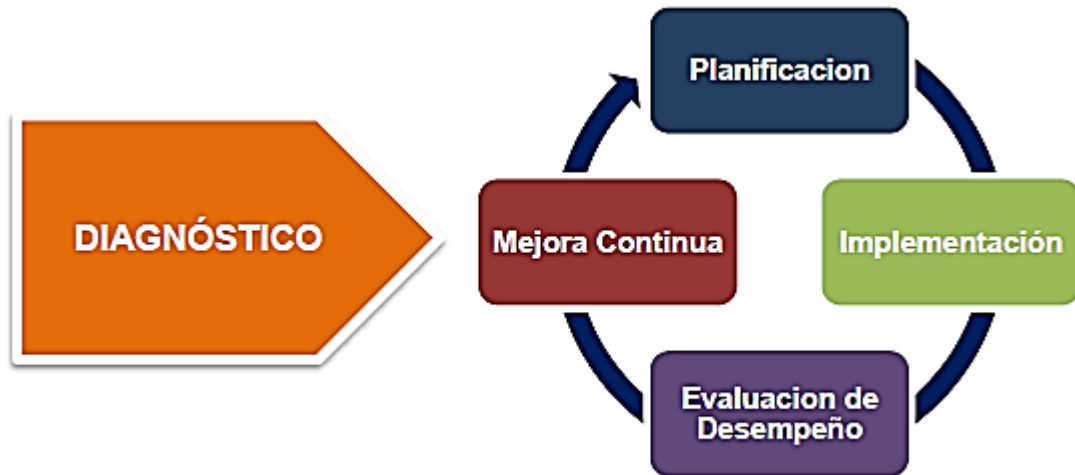 DIAGNÓSTICO
Planificacion
Implementación
Evaluacion de
Desempeño
Mejora Continua